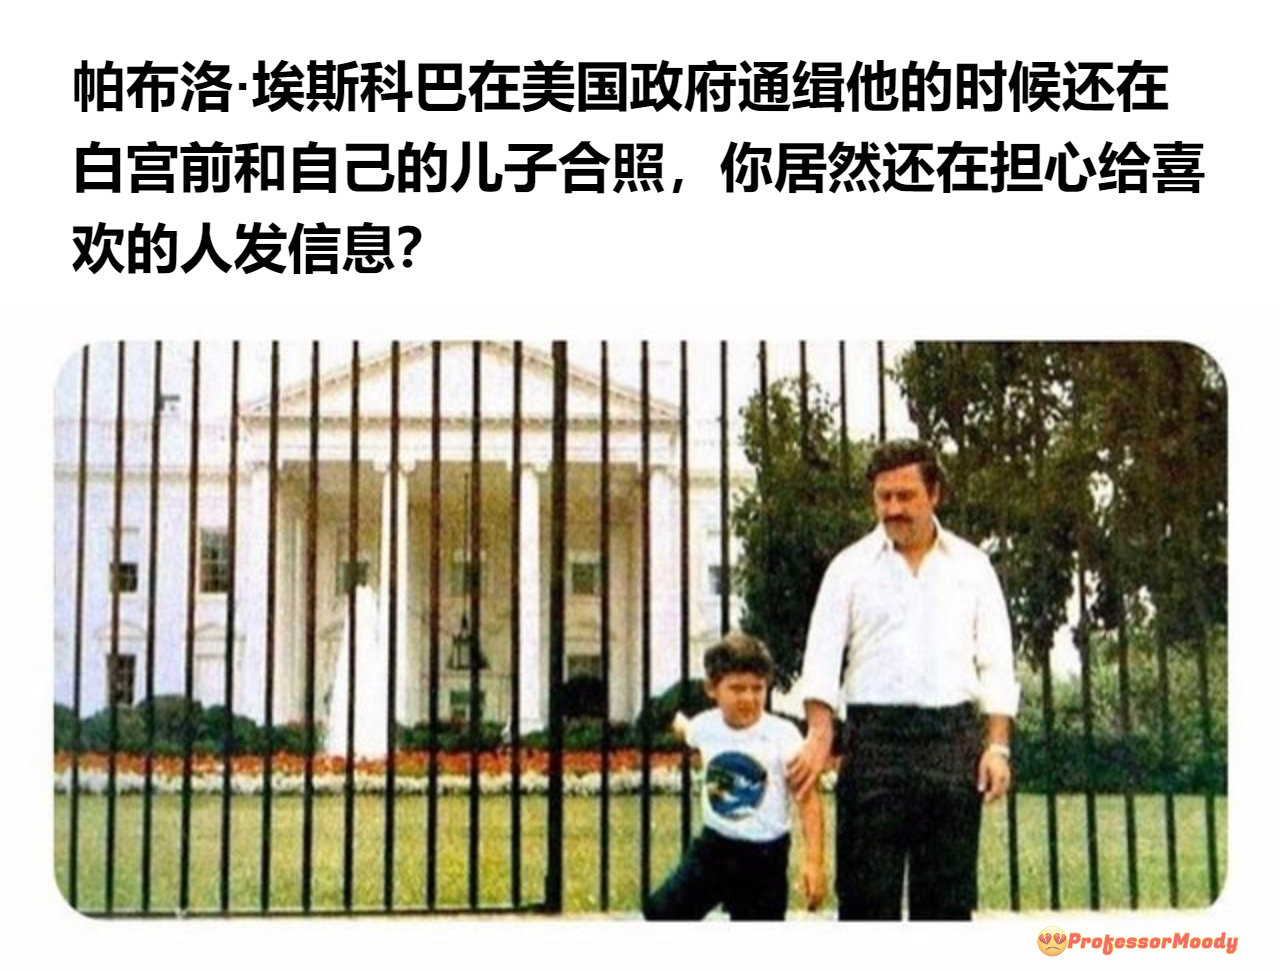 帕布洛·埃斯科巴在美国政府通缉他的时候还在
白宫前和自己的儿子合照，你居然还在担心给喜
欢的人发信息？
ProfessorMoody